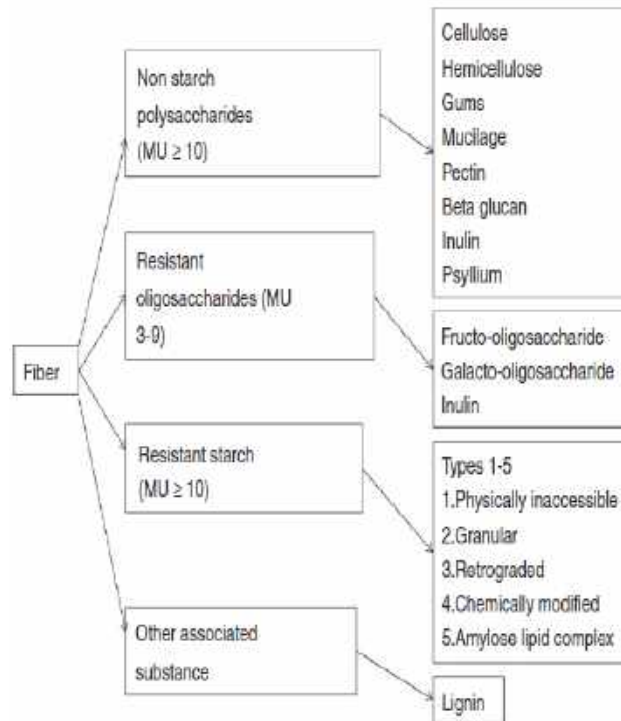 Fiber
Non starch
polysaccharides
(MU ≥ 10)
Cellulose
Hemicellulose
Gums
Mucilage
Pectin
Beta glucan
Inulin
Psyllium
Resistant
oligosaccharides (MU
3-9)
Fructo-oligosaccharide
Galacto-oligosaccharide
Inulin
Resistant starch
(MU ≥ 10)
Types 1-5
1.Physically inaccessible
2.Granular
3.Retrograded
4.Chemically modified
5.Amylose lipid complex
Other associated
substance
Lignin